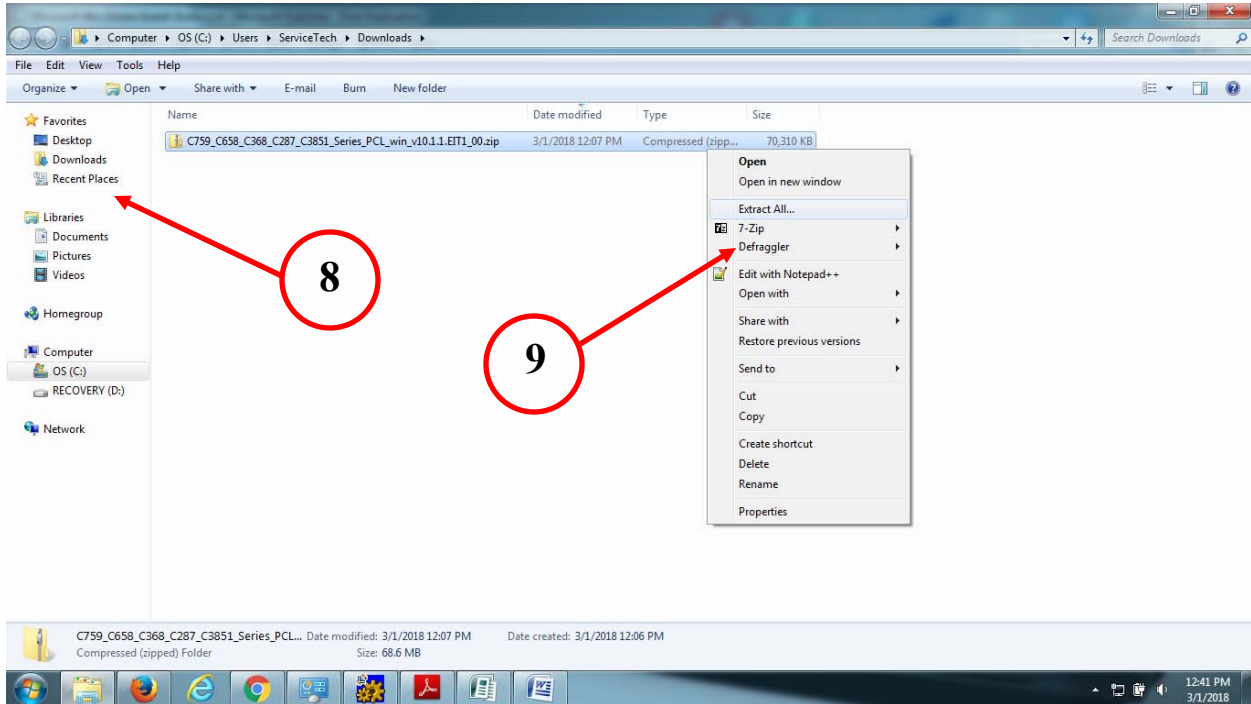 Computer ▸ OS (C:) ▸ Users ▸ ServiceTech ▸ Downloads ▸ Search Downloads
File Edit View Tools Help
Organize Open Share with E-mail Burn New folder
Favorites
Desktop
Downloads
Recent Places
Libraries
Documents
Pictures
Videos
Homegroup
Computer
OS (C:)
RECOVERY (D:)
Network
Name Date modified Type Size
C759_C658_C368_C287_C3851_Series_PCL_win_v10.1.1.EIT1_00.zip 3/1/2018 12:07 PM Compressed (zipp... 70,310 KB
Open
Open in new window
Extract All...
7-Zip
Defraggler
Edit with Notepad++
Open with
Share with
Restore previous versions
Send to
Cut
Copy
Create shortcut
Delete
Rename
Properties
8
9
C759_C658_C368_C287_C3851_Series_PCL... Date modified: 3/1/2018 12:07 PM Date created: 3/1/2018 12:06 PM
Compressed (zipped) Folder Size: 68.6 MB
12:41 PM
3/1/2018